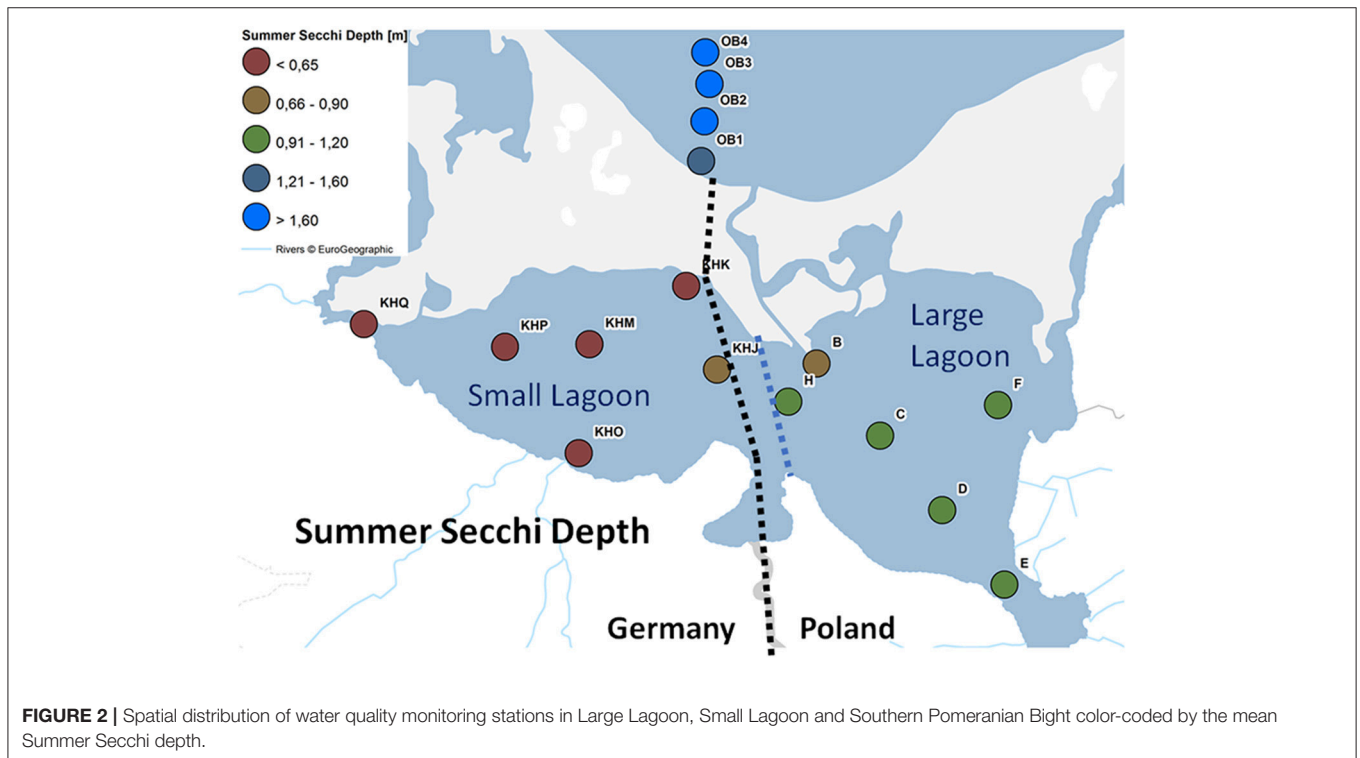 Summer Secchi Depth [m]
< 0,65
0,66 - 0,90
0,91 - 1,20
1,21 - 1,60
> 1,60
Rivers © EuroGeographic
OB4
OB3
OB2
OB1
KHK
KHQ
KHP
KHM
KHJ
B
H
Large
Lagoon
F
Small Lagoon
C
KHO
D
Summer Secchi Depth
E
Germany
Poland
FIGURE 2 | Spatial distribution of water quality monitoring stations in Large Lagoon, Small Lagoon and Southern Pomeranian Bight color-coded by the mean
Summer Secchi depth.